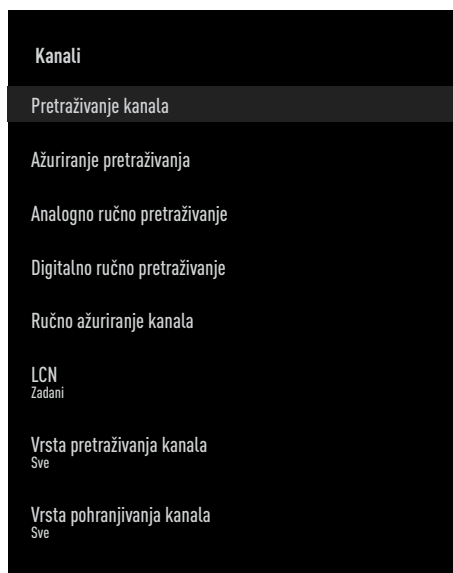 Kanali
Pretraživanje kanala
Ažuriranje pretraživanja
Analogno ručno pretraživanje
Digitalno ručno pretraživanje
Ručno ažuriranje kanala
LCN
Zadani
Vrsta pretraživanja kanala
Sve
Vrsta pohranjivanja kanala
Sve